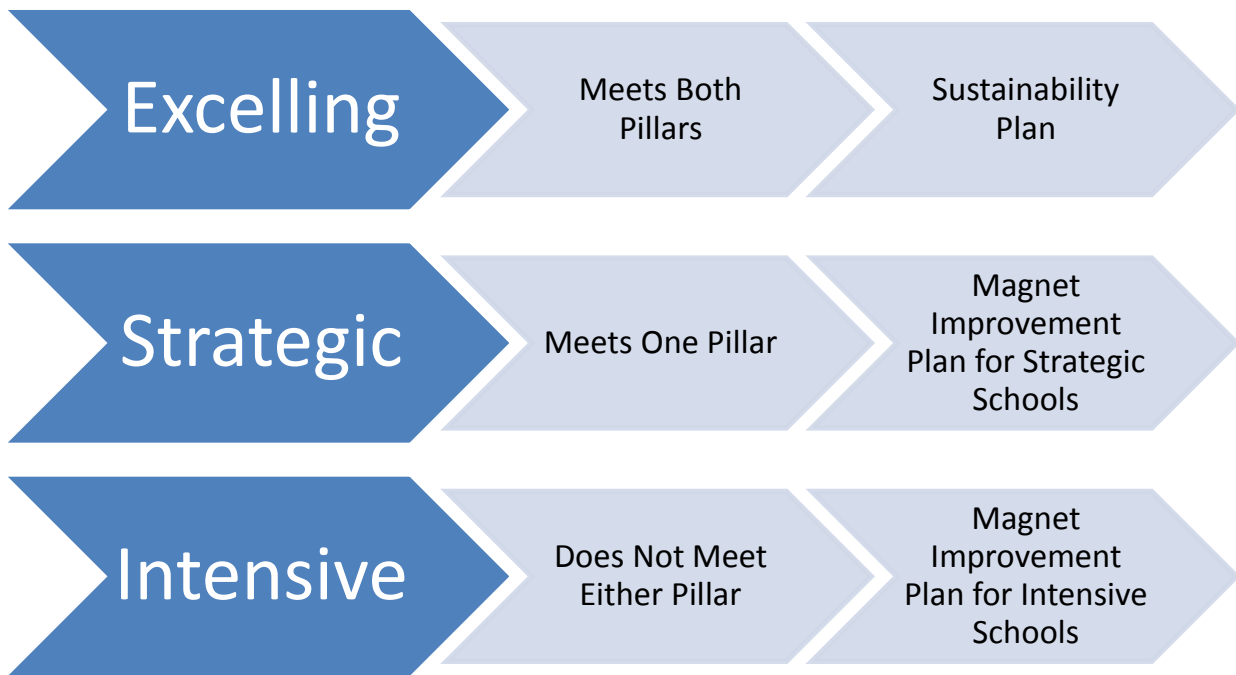 Excelling
Meets Both
Pillars
Sustainability
Plan
Strategic
Meets One Pillar
Magnet
Improvement
Plan for Strategic
Schools
Intensive
Does Not Meet
Either Pillar
Magnet
Improvement
Plan for Intensive
Schools